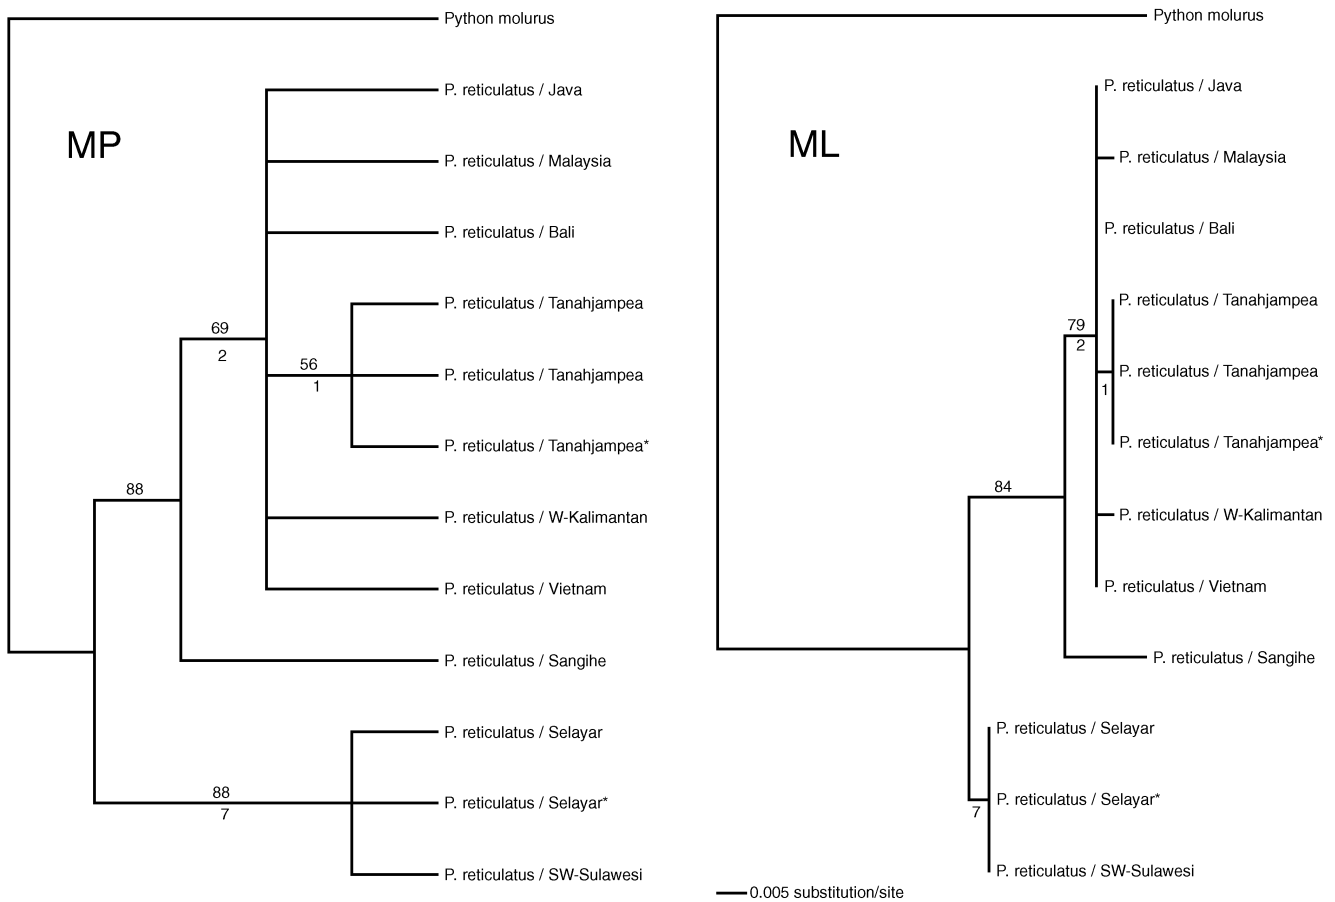 Python molurus
P. reticulatus / Java
MP
P. reticulatus / Malaysia
P. reticulatus / Bali
P. reticulatus / Tanahjampea
69
2
56
1
P. reticulatus / Tanahjampea
P. reticulatus / Tanahjampea*
88
P. reticulatus / W-Kalimantan
P. reticulatus / Vietnam
P. reticulatus / Sangihe
P. reticulatus / Selayar
88
7
P. reticulatus / Selayar*
P. reticulatus / SW-Sulawesi
Python molurus
P. reticulatus / Java
ML
P. reticulatus / Malaysia
P. reticulatus / Bali
P. reticulatus / Tanahjampea
79
2
P. reticulatus / Tanahjampea
1
P. reticulatus / Tanahjampea*
84
P. reticulatus / W-Kalimantan
P. reticulatus / Vietnam
P. reticulatus / Sangihe
P. reticulatus / Selayar
P. reticulatus / Selayar*
7
P. reticulatus / SW-Sulawesi
0.005 substitution/site